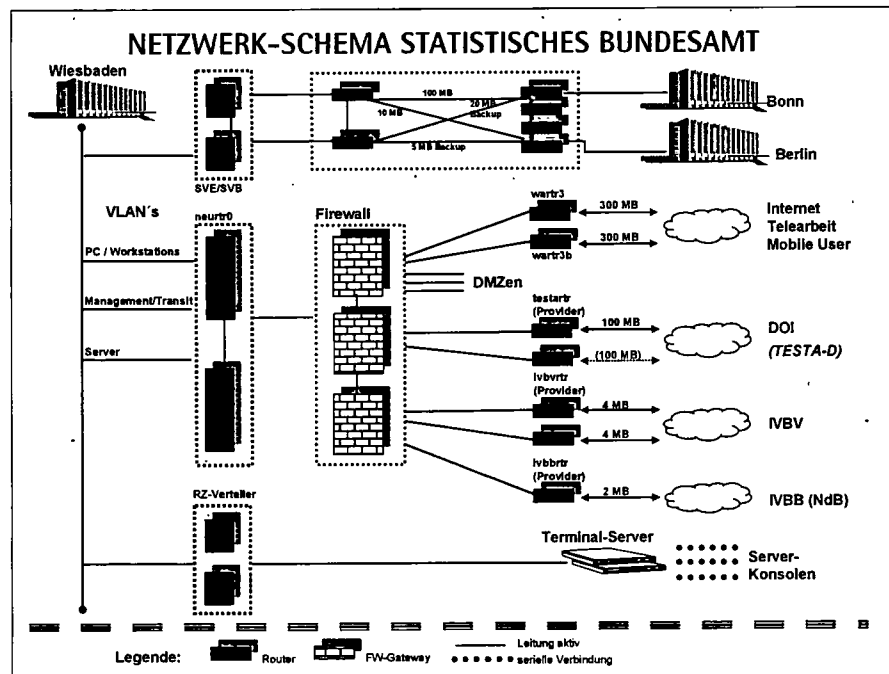 NETZWERK-SCHEMA STATISTISCHES BUNDESAMT
Wiesbaden
100 MB
20 MB
Backup
10 MB
5 MB Backup
Bonn
Berlin
SVE/SVB
VLAN´s
neurtr0
Firewall
wartr3
300 MB
300 MB
wartr3b
Internet
Telearbeit
Mobile User
PC / Workstations
DMZen
Management/Transit
testartr
(Provider)
100 MB
(100 MB)
DOI
(TESTA-D)
Server
ivbvrtr
(Provider)
4 MB
4 MB
IVBV
ivbbrtr
(Provider)
2 MB
IVBB (NdB)
RZ-Verteiler
Terminal-Server
Server-
Konsolen
Legende:
Router
FW-Gateway
Leitung aktiv
serielle Verbindung